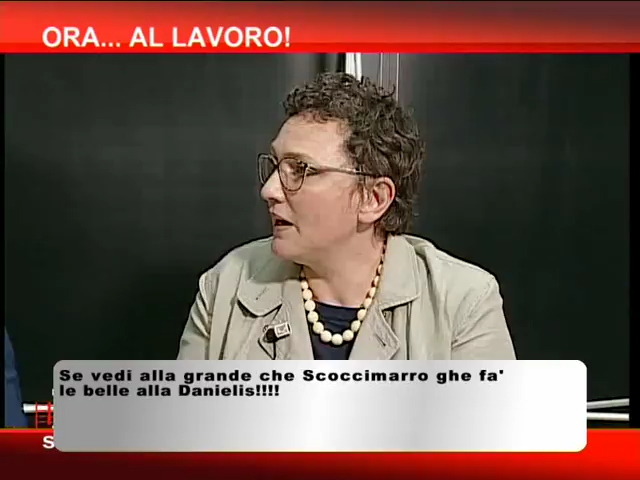 ORA... AL LAVORO!
Se vedi alla grande che Scoccimarro ghe fa'
le belle alla Danielis!!!!
S